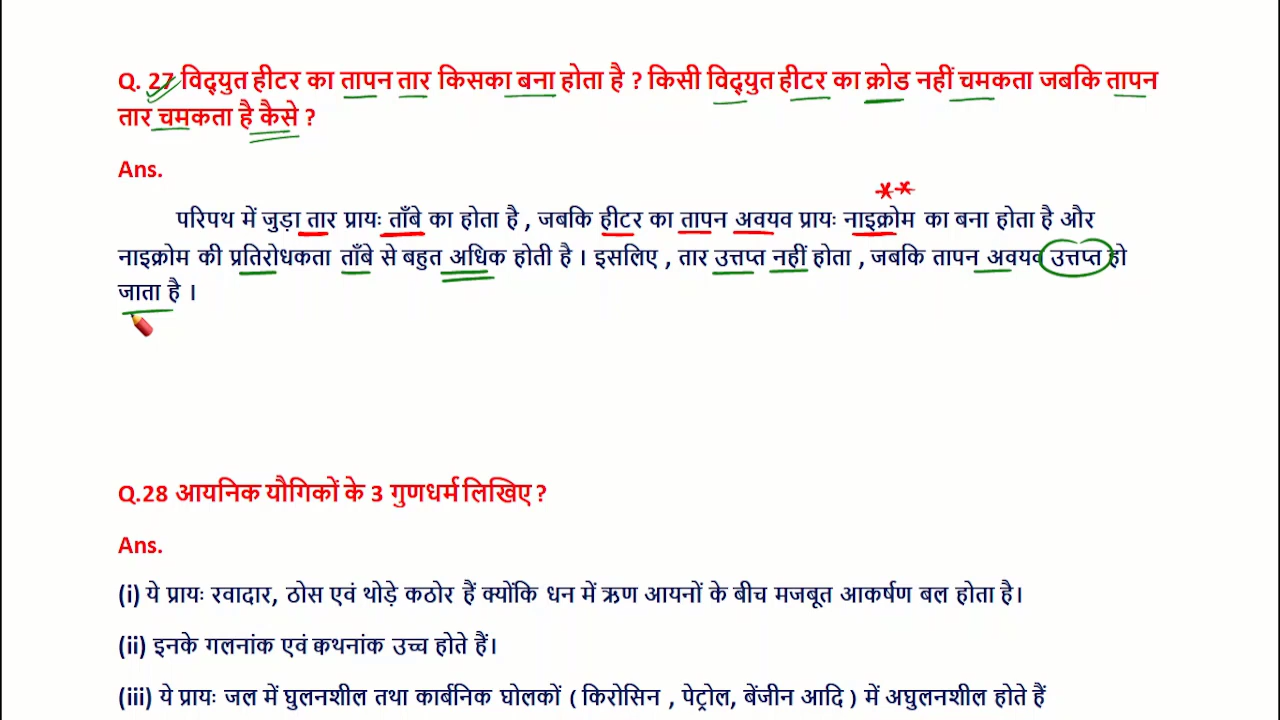 Q. 27 विद्युत हीटर का तापन तार किसका बना होता है ? किसी विद्युत हीटर का क्रोड नहीं चमकता जबकि तापन
तार चमकता है कैसे ?
Ans.
परिपथ में जुड़ा तार प्रायः ताँबे का होता है , जबकि हीटर का तापन अवयव प्रायः नाइक्रोम का बना होता है और
नाइक्रोम की प्रतिरोधकता ताँबे से बहुत अधिक होती है । इसलिए , तार उत्तप्त नहीं होता , जबकि तापन अवयव उत्तप्त हो
जाता है ।
Q.28 आयनिक यौगिकों के 3 गुणधर्म लिखिए ?
Ans.
(i) ये प्रायः रवादार, ठोस एवं थोड़े कठोर हैं क्योंकि धन में ऋण आयनों के बीच मजबूत आकर्षण बल होता है।
(ii) इनके गलनांक एवं क्वथनांक उच्च होते हैं।
(iii) ये प्रायः जल में घुलनशील तथा कार्बनिक घोलकों ( किरोसिन , पेट्रोल, बेंजीन आदि ) में अघुलनशील होते हैं